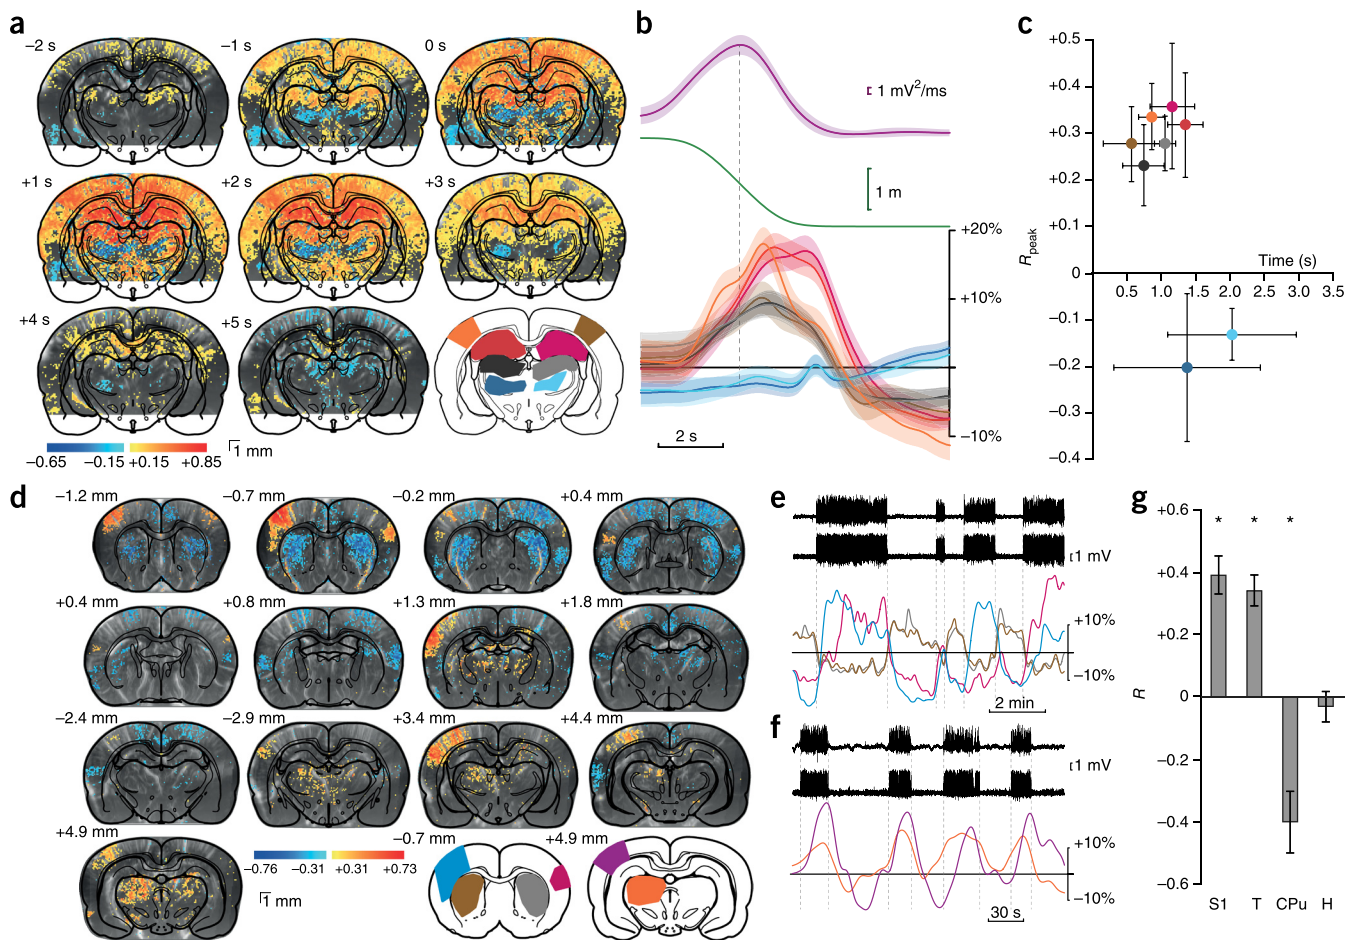 a
−2 s
−1 s
0 s
+1 s
+2 s
+3 s
+4 s
+5 s
−0.65 −0.15 +0.15 +0.85
1 mm
b
1 mV²/ms
1 m
+20%
+10%
−10%
2 s
c
+0.5
+0.4
+0.3
+0.2
+0.1
0
−0.1
−0.2
−0.3
−0.4
Rpeak
Time (s)
0.5 1.0 1.5 2.0 2.5 3.0 3.5
d
−1.2 mm
−0.7 mm
−0.2 mm
+0.4 mm
+0.4 mm
+0.8 mm
+1.3 mm
+1.8 mm
−2.4 mm
−2.9 mm
+3.4 mm
+4.4 mm
+4.9 mm
−0.76 −0.31 +0.31 +0.73
1 mm
−0.7 mm
+4.9 mm
e
1 mV
+10%
−10%
2 min
f
1 mV
+10%
−10%
30 s
g
+0.6
+0.4
+0.2
0
−0.2
−0.4
−0.6
R
* * *
S1 T CPu H